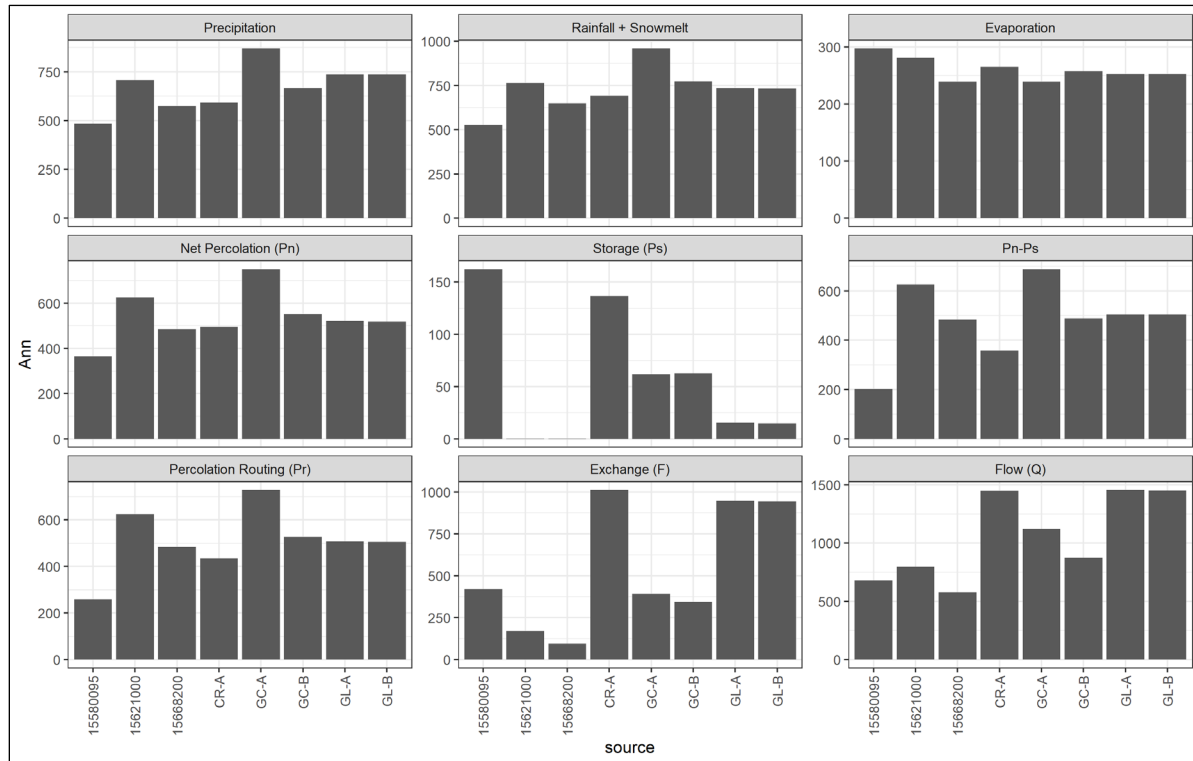 Precipitation
Rainfall + Snowmelt
Evaporation
750
500
250
0
1000
750
500
250
0
300
200
100
0
Net Percolation (Pn)
Storage (Ps)
Pn-Ps
600
400
200
0
150
100
50
0
600
400
200
0
Ann
Percolation Routing (Pr)
Exchange (F)
Flow (Q)
600
400
200
0
1000
750
500
250
0
1500
1000
500
0
15580095
15621000
15668200
CR-A
GC-A
GC-B
GL-A
GL-B
15580095
15621000
15668200
CR-A
GC-A
GC-B
GL-A
GL-B
15580095
15621000
15668200
CR-A
GC-A
GC-B
GL-A
GL-B
source